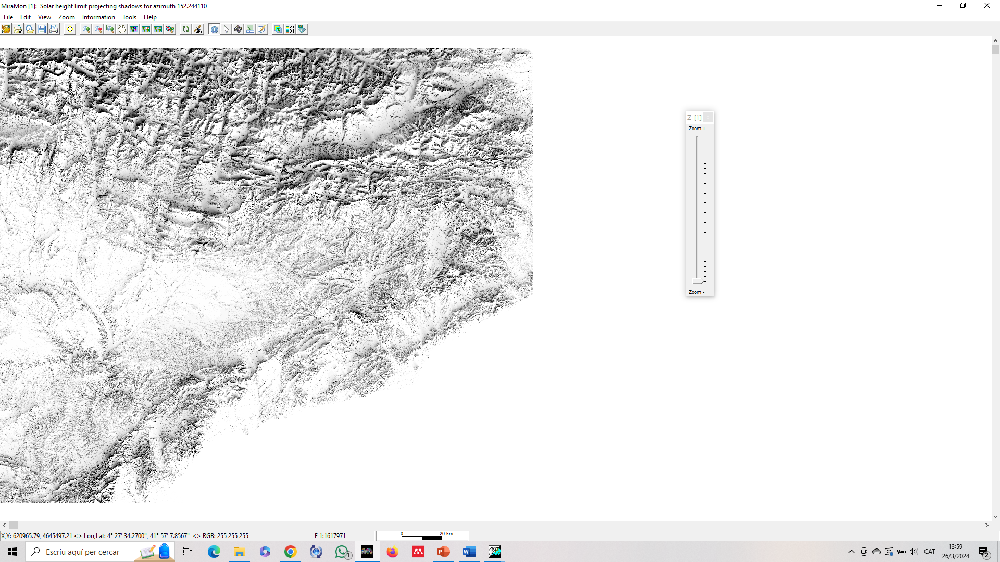 MiraMon [1]: Solar height limit projecting shadows for azimuth 152.244110
File Edit View Zoom Information Tools Help
Z [1]
Zoom +
Zoom -
X,Y: 620965.79, 4645497.21 <> Lon,Lat: 4° 27' 34.2700", 41° 57' 7.8567" <> RGB: 255 255 255
E 1:1617971
0 20 km
Escriu aquí per cercar
1
CAT
13:59
26/3/2024
2